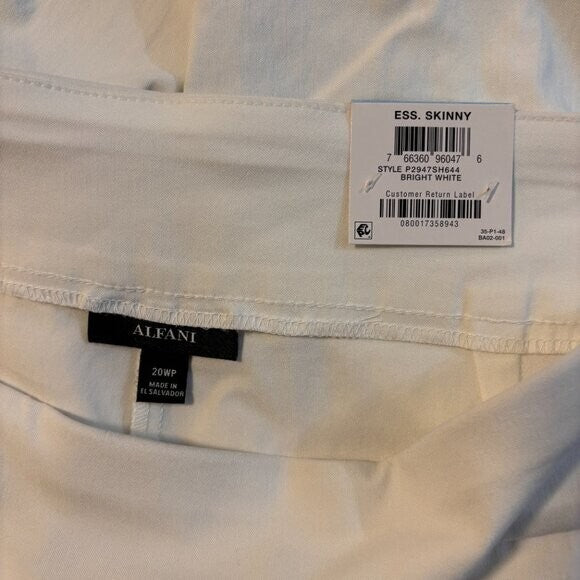 ESS. SKINNY
7 66360 96047 6
STYLE P2947SH644
BRIGHT WHITE
Customer Return Label
080017358943
35-P1-48
BA02-001
ALFANI
20WP
MADE IN
EL SALVADOR